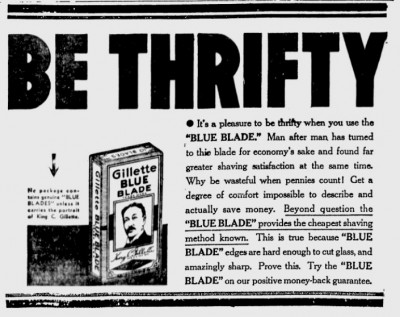 BE THRIFTY
● It's a pleasure to be thrifty when you use the
"BLUE BLADE." Man after man has turned
to this blade for economy's sake and found far
greater shaving satisfaction at the same time.
Why be wasteful when pennies count! Get a
degree of comfort impossible to describe and
actually save money. Beyond question the
"BLUE BLADE" provides the cheapest shaving
method known. This is true because "BLUE
BLADE" edges are hard enough to cut glass, and
amazingly sharp. Prove this. Try the "BLUE
BLADE" on our positive money-back guarantee.
No package con-
tains genuine "BLUE
BLADES" unless it
carries the portrait
of King C. Gillette.
Gillette
BLUE
BLADE
King C. Gillette
Gillette BLUE BLADE